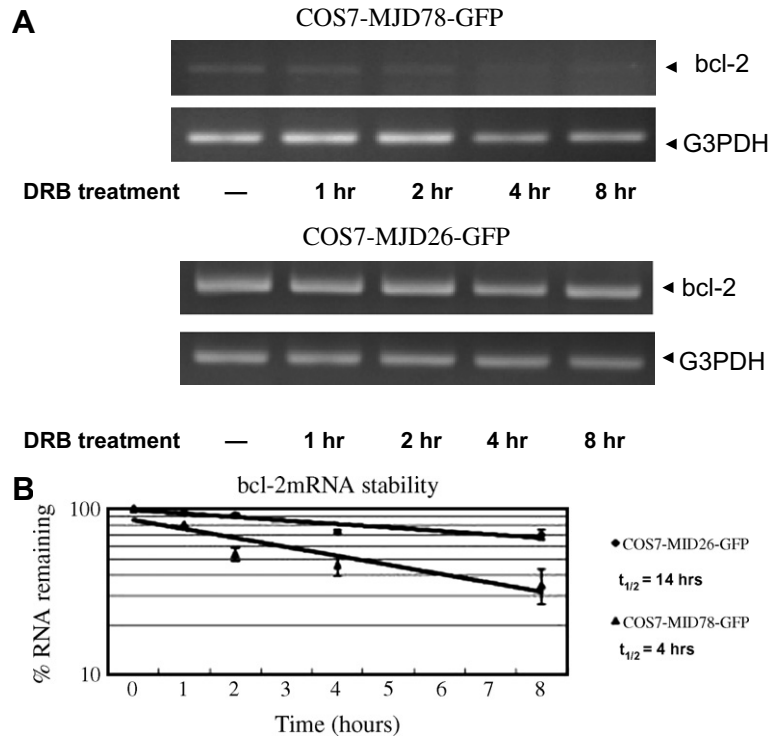 A
COS7-MJD78-GFP
◄ bcl-2
◄ G3PDH
DRB treatment — 1 hr 2 hr 4 hr 8 hr
COS7-MJD26-GFP
◄ bcl-2
◄ G3PDH
DRB treatment — 1 hr 2 hr 4 hr 8 hr
B
bcl-2mRNA stability
% RNA remaining
100
10
0 1 2 3 4 6 7 8
Time (hours)
COS7-MID26-GFP
t1/2 = 14 hrs
COS7-MID78-GFP
t1/2 = 4 hrs